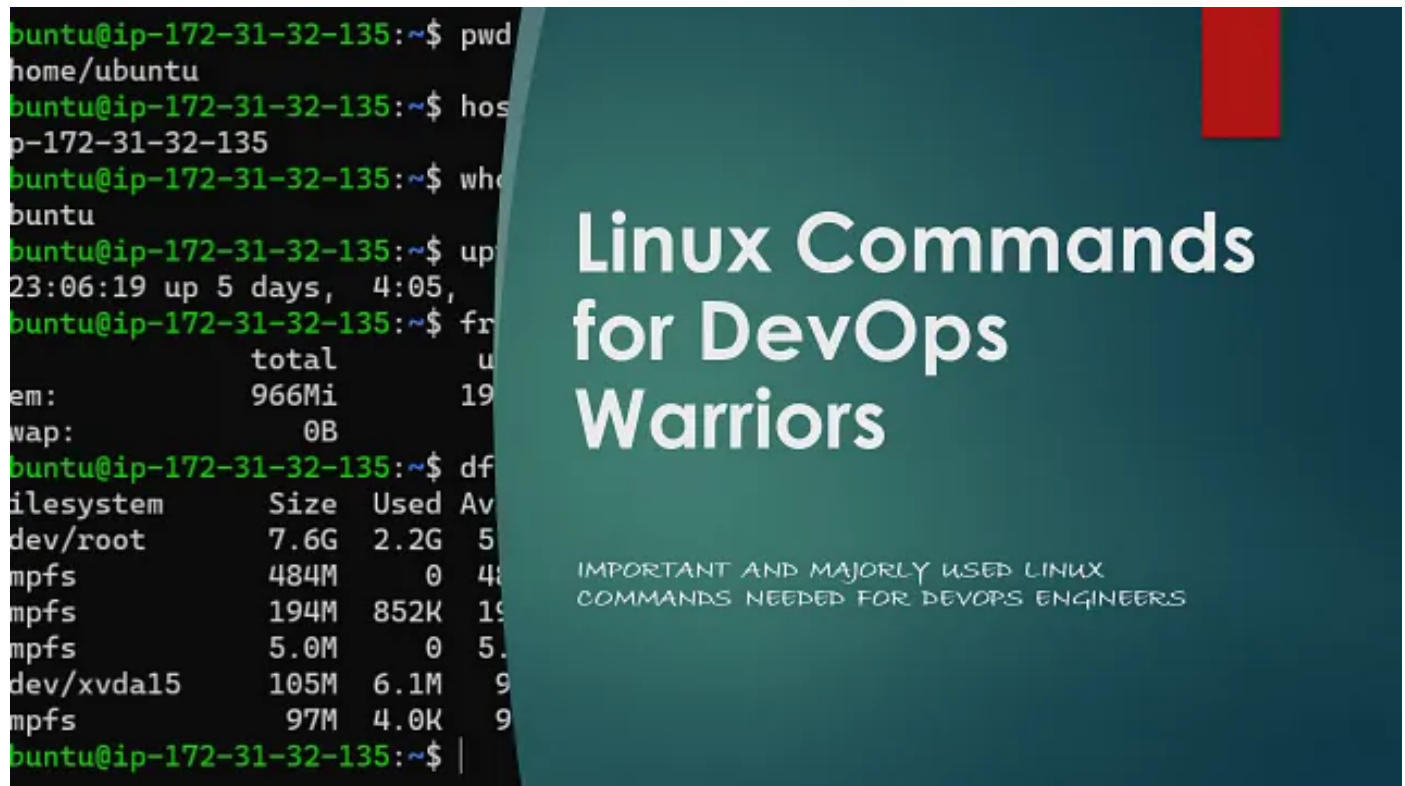 buntu@ip-172-31-32-135:~$ pwd
home/ubuntu
buntu@ip-172-31-32-135:~$ hos
p-172-31-32-135
buntu@ip-172-31-32-135:~$ who
buntu
buntu@ip-172-31-32-135:~$ up
23:06:19 up 5 days, 4:05,
buntu@ip-172-31-32-135:~$ fr
total u
em: 966Mi 19
wap: 0B
buntu@ip-172-31-32-135:~$ df
ilesystem Size Used Av
dev/root 7.6G 2.2G 5
mpfs 484M 0 48
mpfs 194M 852K 19
mpfs 5.0M 0 5.
dev/xvda15 105M 6.1M 9
mpfs 97M 4.0K 9
buntu@ip-172-31-32-135:~$
Linux Commands
for DevOps
Warriors
IMPORTANT AND MAJORLY USED LINUX
COMMANDS NEEDED FOR DEVOPS ENGINEERS